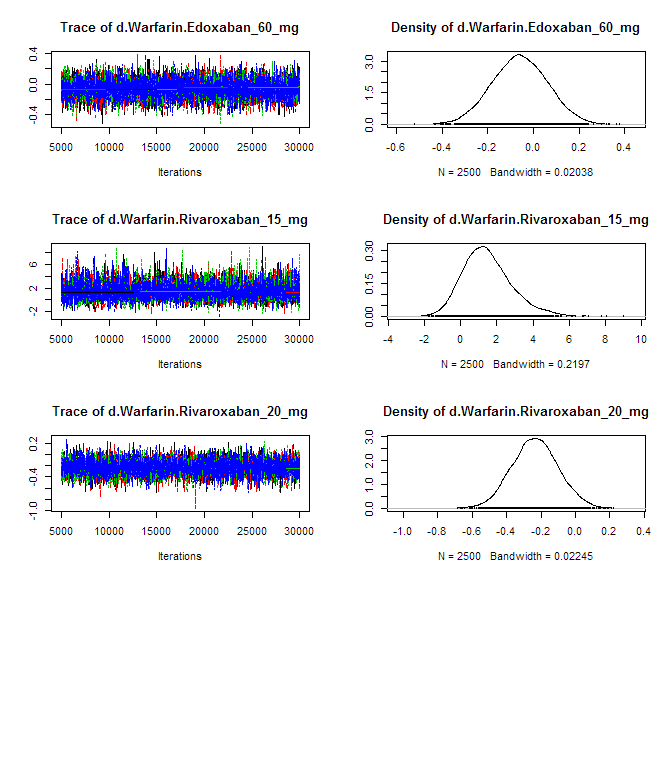 Trace of d.Warfarin.Edoxaban_60_mg
0.4
0.0
-0.4
5000 10000 15000 20000 25000 30000
Iterations
Density of d.Warfarin.Edoxaban_60_mg
3.0
1.5
0.0
-0.6 -0.4 -0.2 0.0 0.2 0.4
N = 2500 Bandwidth = 0.02038
Trace of d.Warfarin.Rivaroxaban_15_mg
6
2
-2
5000 10000 15000 20000 25000 30000
Iterations
Density of d.Warfarin.Rivaroxaban_15_mg
0.30
0.15
0.00
-4 -2 0 2 4 6 8 10
N = 2500 Bandwidth = 0.2197
Trace of d.Warfarin.Rivaroxaban_20_mg
0.2
-0.4
-1.0
5000 10000 15000 20000 25000 30000
Iterations
Density of d.Warfarin.Rivaroxaban_20_mg
3.0
2.0
1.0
0.0
-1.0 -0.8 -0.6 -0.4 -0.2 0.0 0.2 0.4
N = 2500 Bandwidth = 0.02245